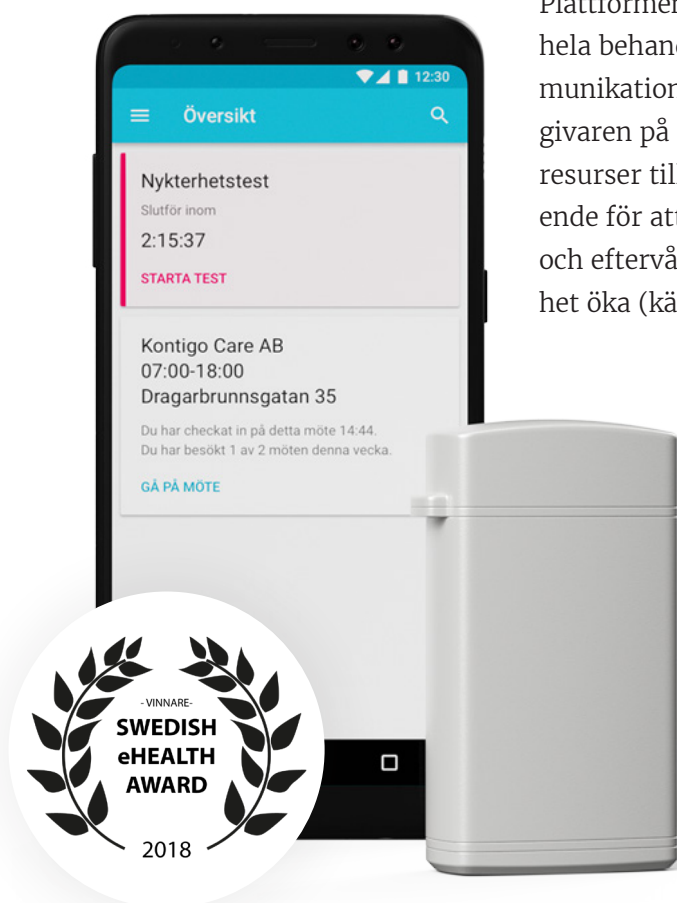 Plattformen
hela behand
munikation
givaren på
resurser til
ende för att
och eftervå
het öka (kä
12:30
Översikt
Nykterhetstest
Slutför inom
2:15:37
STARTA TEST
Kontigo Care AB
07:00-18:00
Dragarbrunnsgatan 35
Du har checkat in på detta möte 14:44.
Du har besökt 1 av 2 möten denna vecka.
GÅ PÅ MÖTE
- VINNARE-
SWEDISH
eHEALTH
AWARD
2018